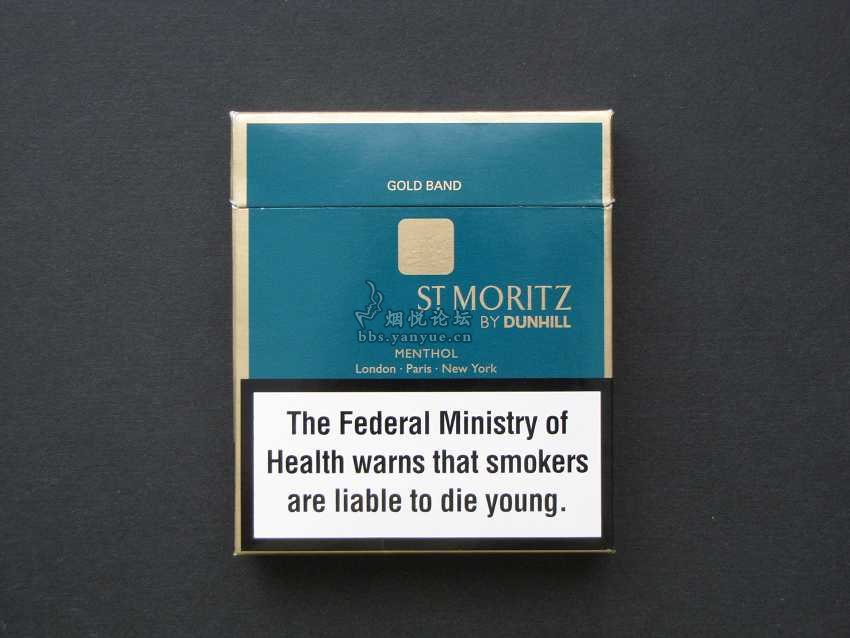 GOLD BAND
ST. MORITZ
BY DUNHILL
烟悦论坛
bbs.yanyue.cn
MENTHOL
London · Paris · New York
The Federal Ministry of
Health warns that smokers
are liable to die young.